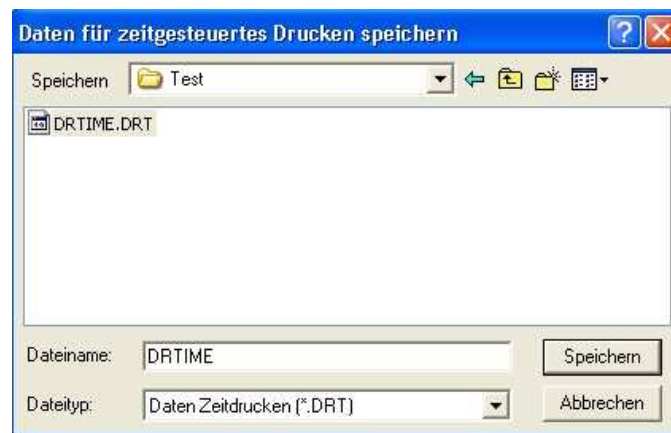 Daten für zeitgesteuertes Drucken speichern
Speichern Test
DRTIME.DRT
Dateiname: DRTIME Speichern
Dateityp: Daten Zeitdrucken (*.DRT) Abbrechen